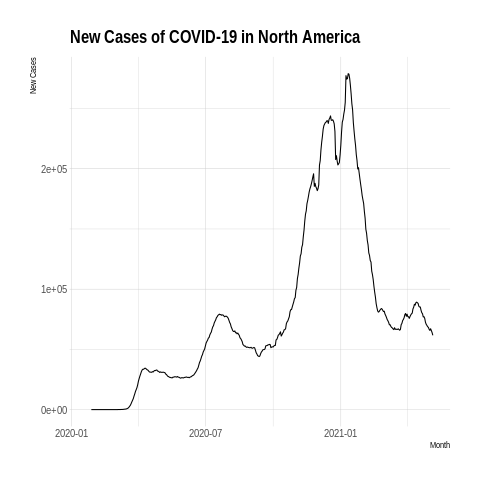 New Cases of COVID-19 in North America
New Cases
2e+05
1e+05
0e+00
2020-01
2020-07
2021-01
Month